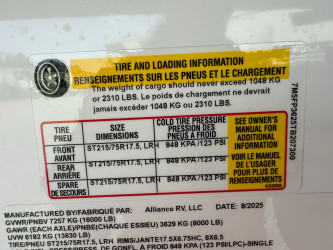 TIRE AND LOADING INFORMATION
RENSEIGNEMENTS SUR LES PNEUS ET LE CHARGEMENT
The weight of cargo should never exceed 1048 KG
or 2310 LBS. Le poids de chargement ne devrait
jamais excéder 1048 KG ou 2310 LBS.
TIRE
PNEU
SIZE
DIMENSIONS
COLD TIRE PRESSURE
PRESSION DES
PNEUS A FROID
SEE OWNER'S
MANUAL FOR
ADDITIONAL
INFORMATION
VOIR LE MANUEL
DE L'USAGER
POUR PLUS DE
RENSEIGNEMENTS
FRONT
AVANT
ST215/75R17.5, LRH
848 KPA/123 PSI
REAR
ARRIÈRE
ST215/75R17.5, LRH
848 KPA/123 PSI
SPARE
DE SECOURS
ST215/75R17.5, LRH
848 KPA/123 PSI
MANUFACTURED BY/FABRIQUÉ PAR: Alliance RV, LLC
DATE: 8/2025
GVWR/PNBV 7257 KG (16000 LB)
GAWR (EACH AXLE)/PNBE(CHACUE ESSIEU) 3629 KG (8000 LB)
UVW 6182 KG (13630 LB)
TIRE/PNEU ST215/75R17.5, LRH RIMS/JANTE17.5X6.75HC, 8X6.5